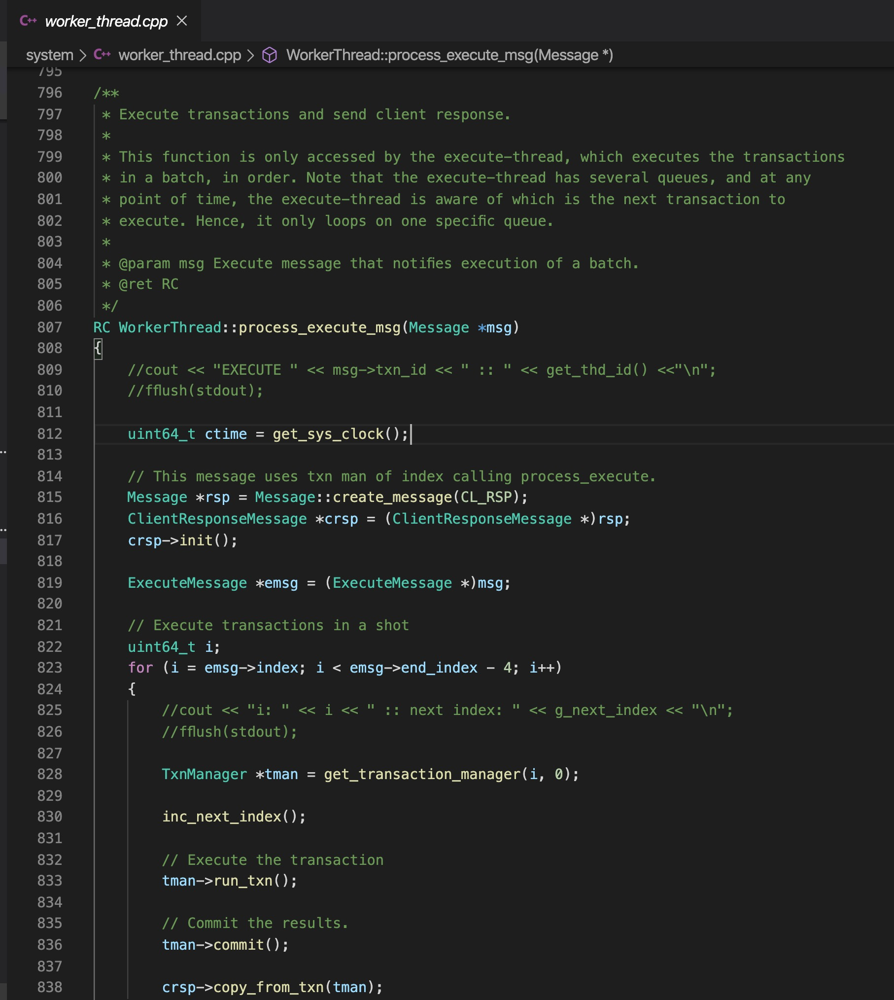 C++ worker_thread.cpp ×
system > C++ worker_thread.cpp > WorkerThread::process_execute_msg(Message *)
795
796 /**
797 * Execute transactions and send client response.
798 *
799 * This function is only accessed by the execute-thread, which executes the transactions
800 * in a batch, in order. Note that the execute-thread has several queues, and at any
801 * point of time, the execute-thread is aware of which is the next transaction to
802 * execute. Hence, it only loops on one specific queue.
803 *
804 * @param msg Execute message that notifies execution of a batch.
805 * @ret RC
806 */
807 RC WorkerThread::process_execute_msg(Message *msg)
808 {
809 //cout << "EXECUTE " << msg->txn_id << " :: " << get_thd_id() <<"\n";
810 //fflush(stdout);
811
812 uint64_t ctime = get_sys_clock();
813
814 // This message uses txn man of index calling process_execute.
815 Message *rsp = Message::create_message(CL_RSP);
816 ClientResponseMessage *crsp = (ClientResponseMessage *)rsp;
817 crsp->init();
818
819 ExecuteMessage *emsg = (ExecuteMessage *)msg;
820
821 // Execute transactions in a shot
822 uint64_t i;
823 for (i = emsg->index; i < emsg->end_index - 4; i++)
824 {
825 //cout << "i: " << i << " :: next index: " << g_next_index << "\n";
826 //fflush(stdout);
827
828 TxnManager *tman = get_transaction_manager(i, 0);
829
830 inc_next_index();
831
832 // Execute the transaction
833 tman->run_txn();
834
835 // Commit the results.
836 tman->commit();
837
838 crsp->copy_from_txn(tman);